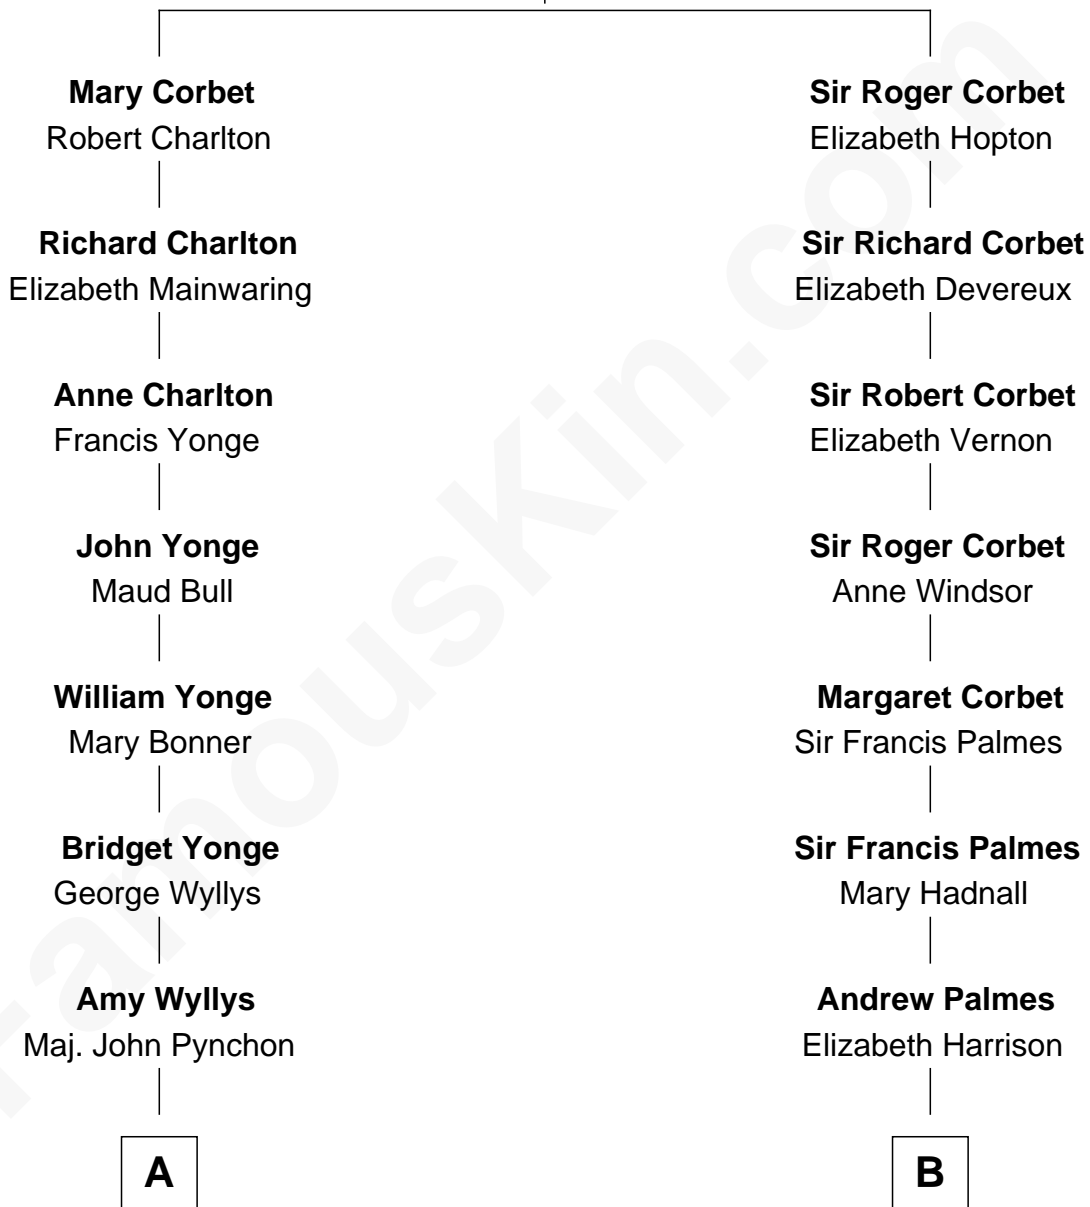 Mary Corbet
Robert Charlton
Richard Charlton
Elizabeth Mainwaring
Anne Charlton
Francis Yonge
John Yonge
Maud Bull
William Yonge
Mary Bonner
Bridget Yonge
George Wyllys
Amy Wyllys
Maj. John Pynchon
A
Sir Roger Corbet
Elizabeth Hopton
Sir Richard Corbet
Elizabeth Devereux
Sir Robert Corbet
Elizabeth Vernon
Sir Roger Corbet
Anne Windsor
Margaret Corbet
Sir Francis Palmes
Sir Francis Palmes
Mary Hadnall
Andrew Palmes
Elizabeth Harrison
B
FamousKin.com